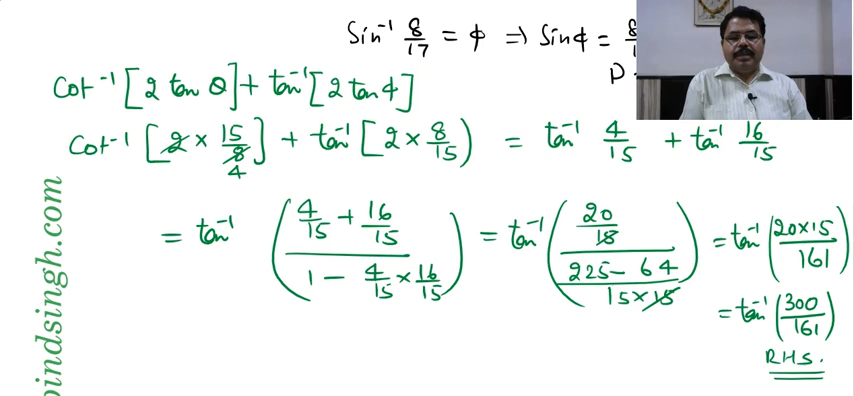 Sin⁻¹ 8/17 = ϕ ⇒ Sinϕ = 8/
Cot⁻¹ [2 tan θ] + tan⁻¹ [2 tan ϕ]
Cot⁻¹ [2 × 15/8 4] + tan⁻¹ [2 × 8/15) = tan⁻¹ 4/15 + tan⁻¹ 16/15
= tan⁻¹ ((4/15 + 16/15)/(1 − 4/15 × 16/15)) = tan⁻¹ ((20/15)/((225 − 64)/(15×15))) = tan⁻¹ (20×15/161)
= tan⁻¹ (300/161)
RHS.
oindsingh.com